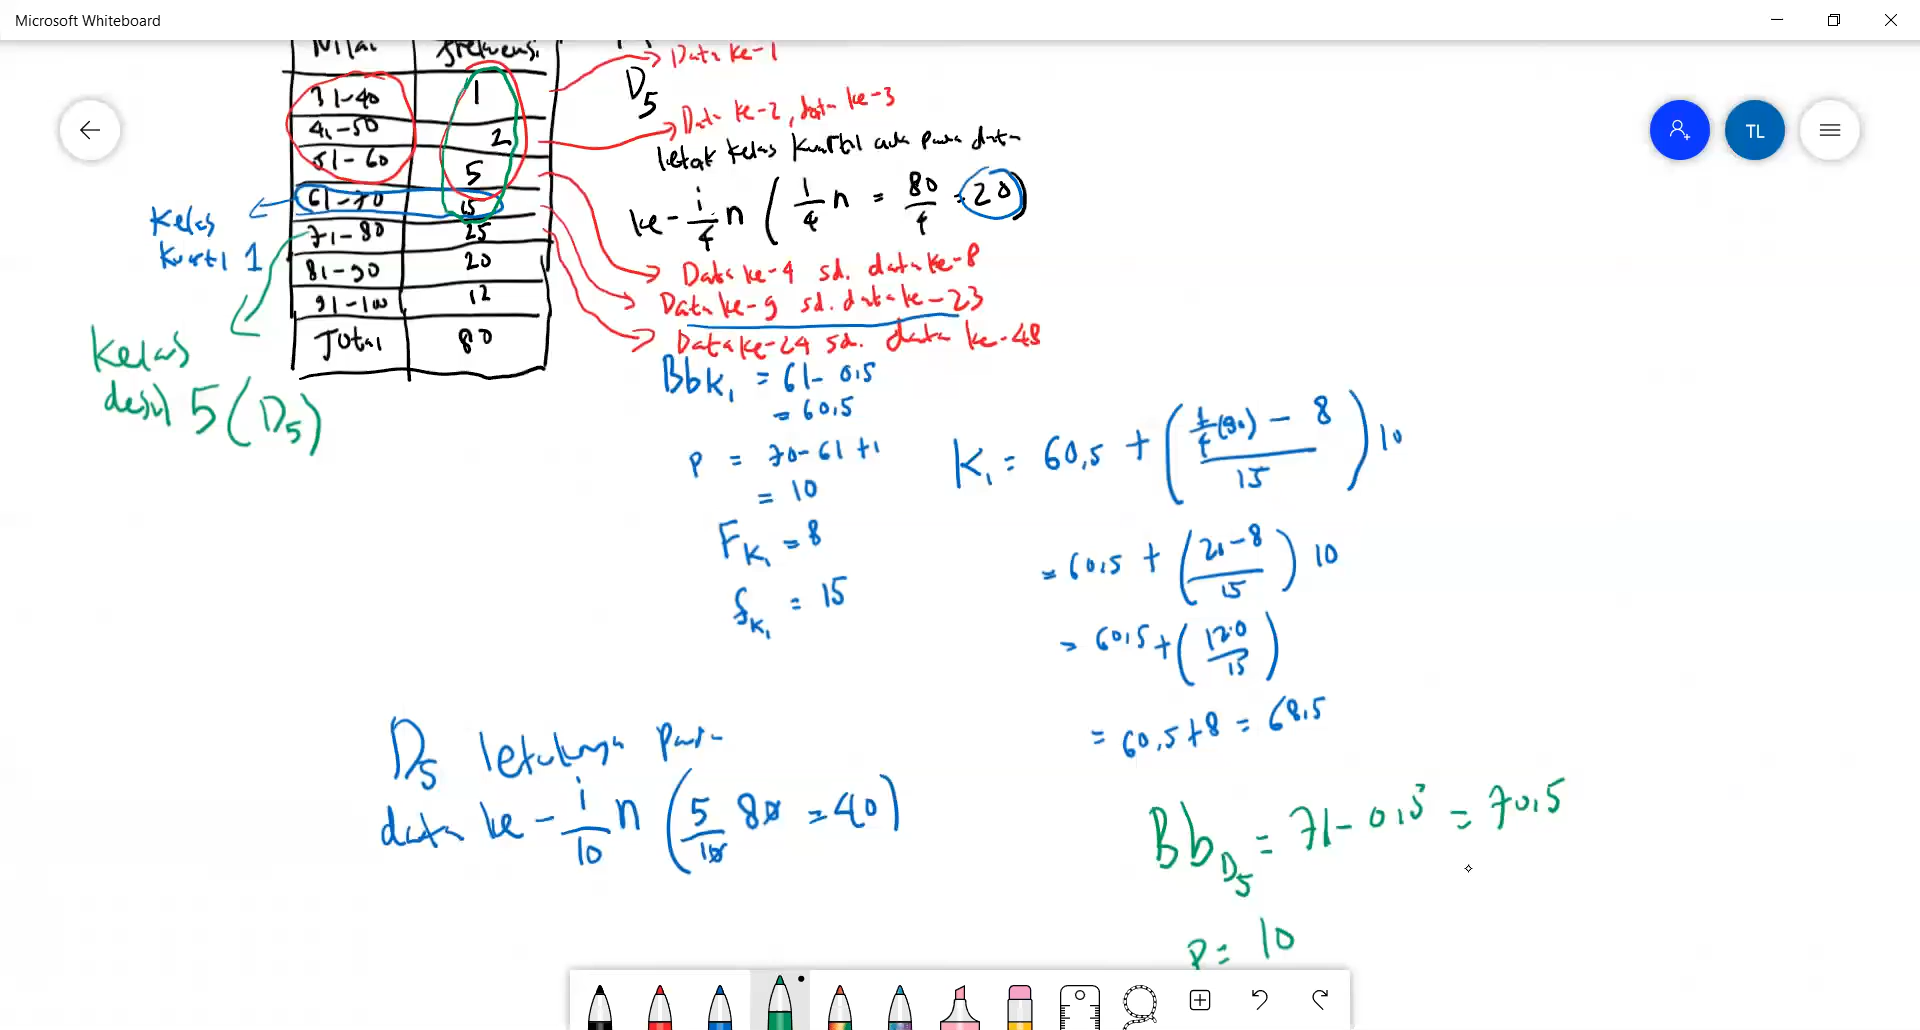 Microsoft Whiteboard
Nilai frekuensi
31-40 1
41-50 2
51-60 5
61-70 15
71-80 25
81-90 20
91-100 12
Total 80
Kelas
kuartil 1
Kelas
desil 5 (D5)
D5
Data ke-1
Data ke-2, data ke-3
letak kelas kuartil ada pada data
ke - i/4 n ( 1/4 n = 80/4 = 20 )
Data ke-4 sd. data ke-8
Data ke-9 sd. data ke-23
Data ke-24 sd. data ke-48
BbK1 = 61 - 0,5
= 60,5
P = 70-61+1
= 10
FK1 = 8
fK1 = 15
K1 = 60,5 + ( (1/4(80) - 8)/15 ) 10
= 60,5 + ( (20-8)/15 ) 10
= 60,5 + ( 120/15 )
= 60,5 + 8 = 68,5
D5 letaknya pada
data ke - i/10 n ( 5/10 80 = 40 )
BbD5 = 71 - 0,5 = 70,5
P = 10
TL